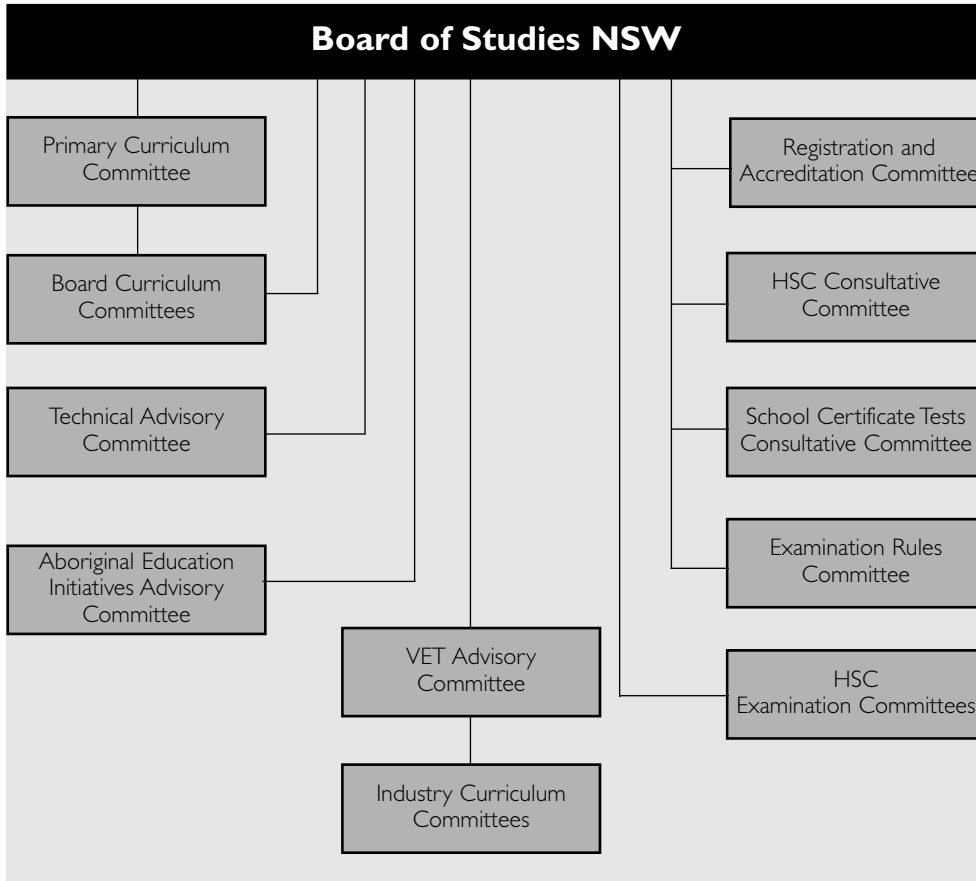 Board of Studies NSW
Primary Curriculum
Committee
Board Curriculum
Committees
Technical Advisory
Committee
Aboriginal Education
Initiatives Advisory
Committee
VET Advisory
Committee
Industry Curriculum
Committees
Registration and
Accreditation Committee
HSC Consultative
Committee
School Certificate Tests
Consultative Committee
Examination Rules
Committee
HSC
Examination Committees